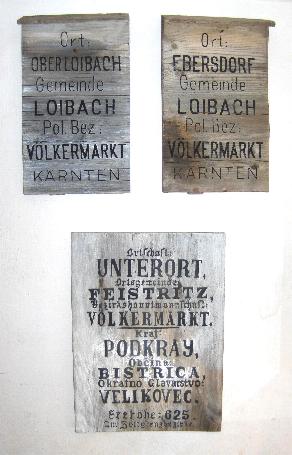 Ort:
OBERLOIBACH
Gemeinde
LOIBACH
Pol. Bez:
VÖLKERMARKT
KÄRNTEN
Ort:
EBERSDORF
Gemeinde
LOIBACH
Pol. Bez:
VÖLKERMARKT
KÄRNTEN
Ortschaft:
UNTERORT,
Ortsgemeinde:
FEISTRITZ,
Bezirkshauptmannschaft:
VÖLKERMARKT.
Kraj:
PODKRAY,
Občina:
BISTRICA,
Okrajno Glavarstvo:
VELIKOVEC.
Seehöhe: 625.